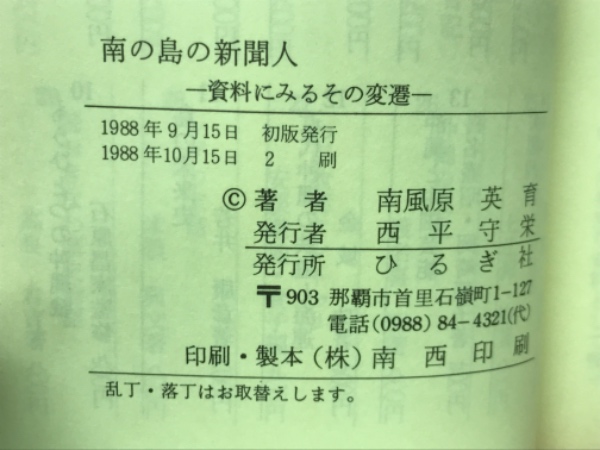 南の島の新聞人
―資料にみるその変遷―
1988年9月15日 初版発行
1988年10月15日 2 刷
©著者 南風原 英育
発行者 西平守栄
発行所 ひるぎ社
〒903 那覇市首里石嶺町1-127
電話(0988)84-4321(代)
印刷・製本(株)南西印刷
乱丁・落丁はお取替えします。